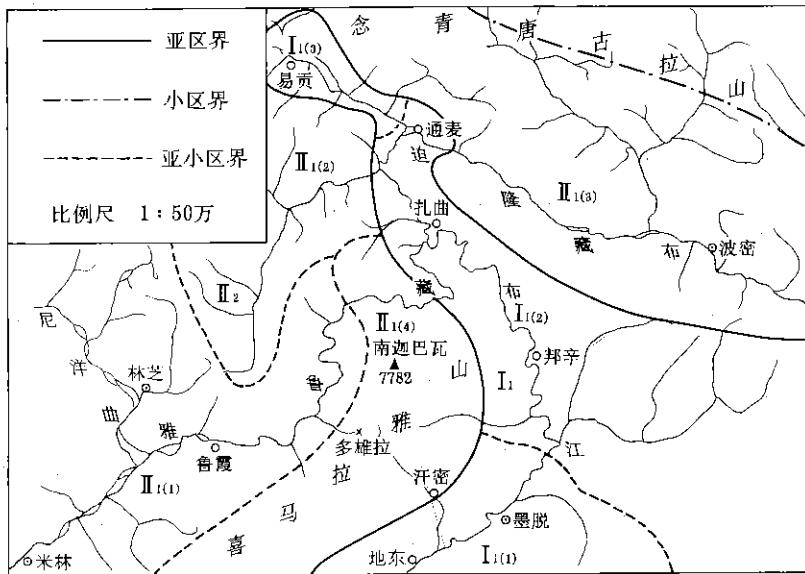 亚区界
小区界
亚小区界
比例尺 1：50万
念青唐古拉山
I₁₍₃₎
易贡
通麦
迫隆藏布
II₁₍₂₎
II₁₍₃₎
扎曲
波密
II₂
尼洋曲
藏布
I₁₍₂₎
II₁₍₄₎
南迦巴瓦
7782
I₁
邦辛
林芝
雅鲁
江
多雄拉
鲁霞
II₁₍₁₎
喜马拉雅山
汗密
墨脱
米林
地东
I₁₍₁₎